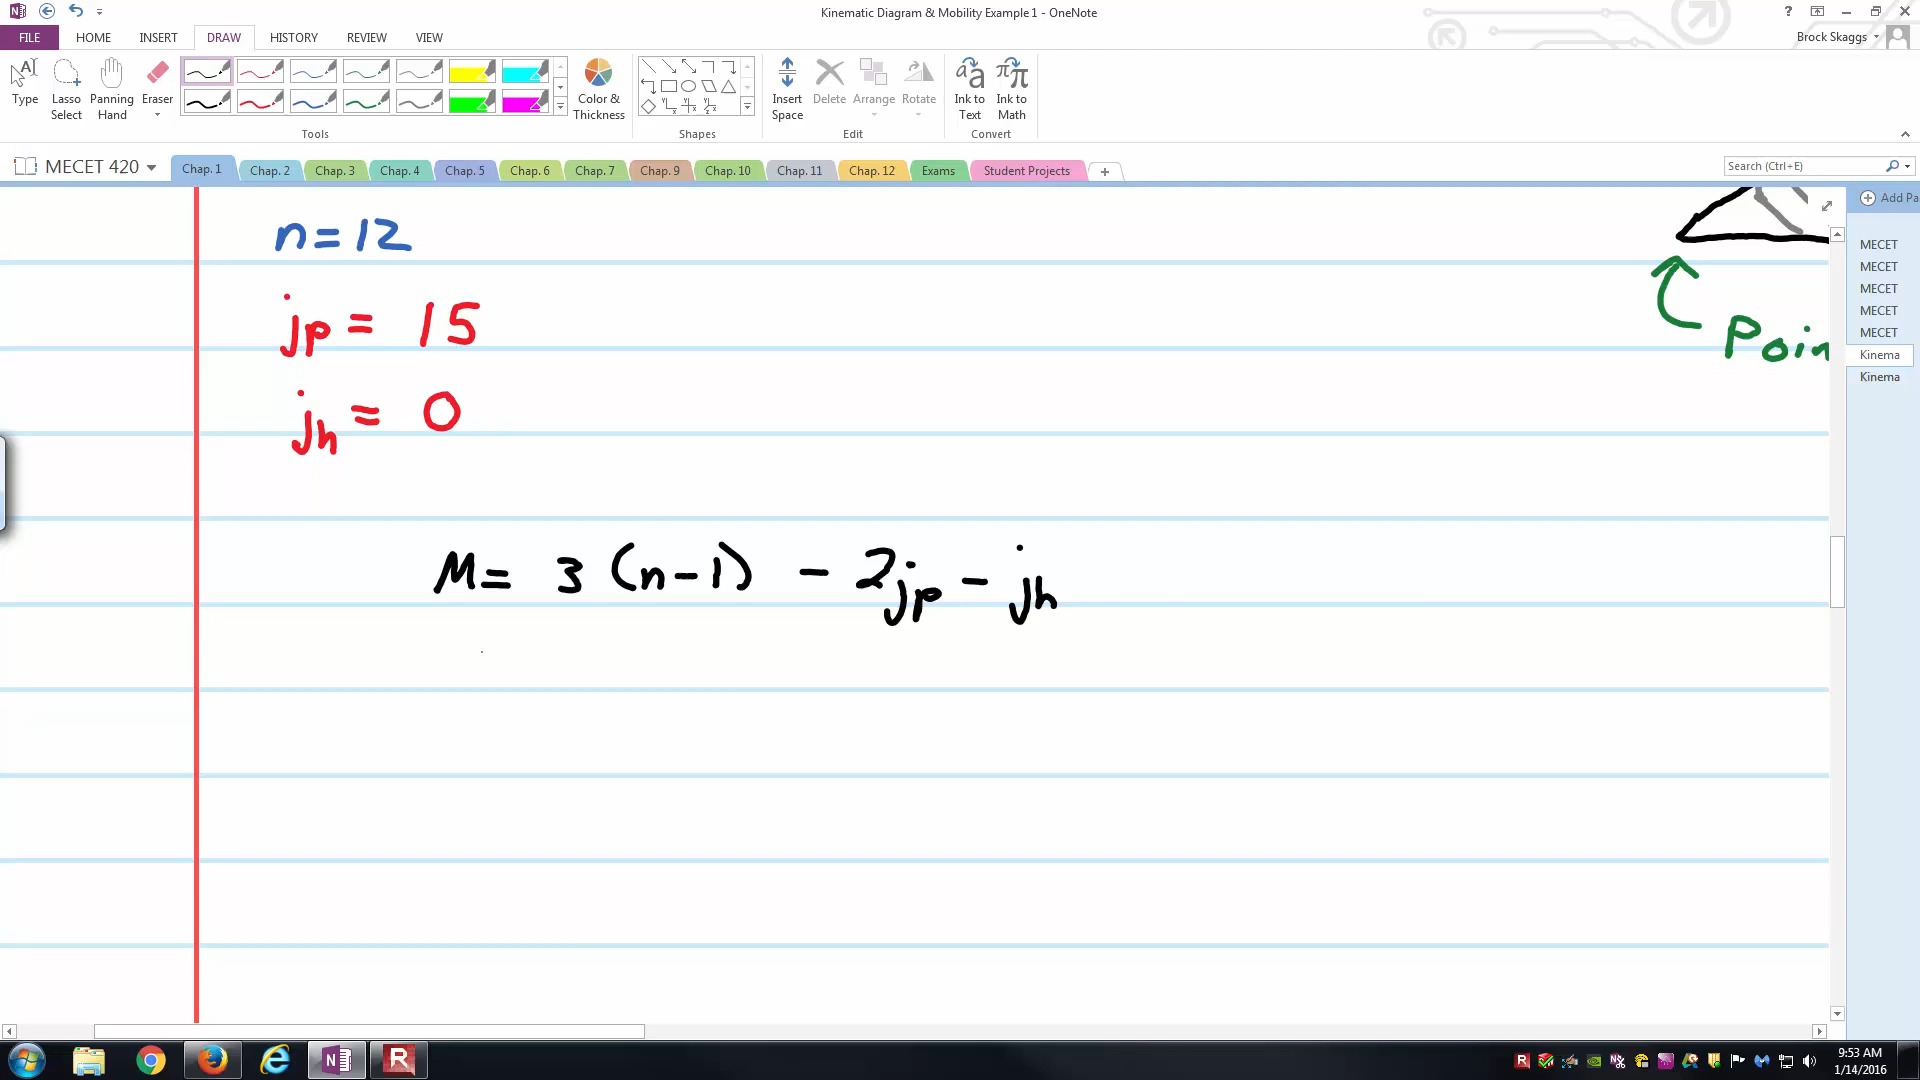 Kinematic Diagram & Mobility Example 1 - OneNote
FILE HOME INSERT DRAW HISTORY REVIEW VIEW
Brock Skaggs
Type
Lasso Select
Panning Hand
Eraser
Color & Thickness
Insert Space
Delete
Arrange
Rotate
Ink to Text
Ink to Math
Tools
Shapes
Edit
Convert
MECET 420
Chap. 1 Chap. 2 Chap. 3 Chap. 4 Chap. 5 Chap. 6 Chap. 7 Chap. 9 Chap. 10 Chap. 11 Chap. 12 Exams Student Projects
Search (Ctrl+E)
Add Pa
MECET
MECET
MECET
MECET
MECET
Kinema
Kinema
n=12
jp = 15
jh = 0
Poin
M= 3 (n-1) - 2jp - jh
9:53 AM
1/14/2016